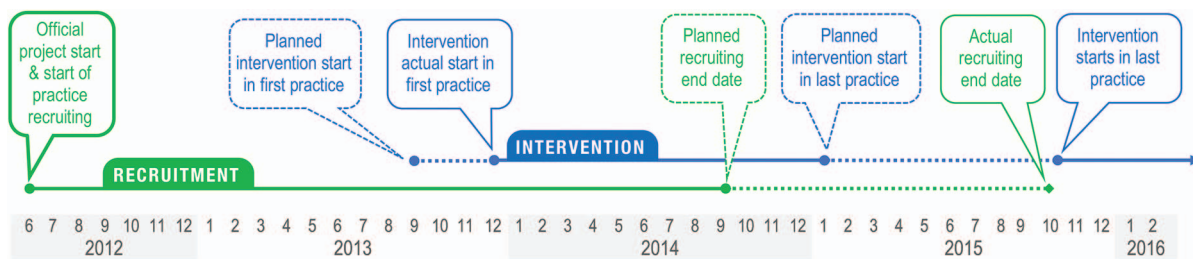 Official
project start
& start of
practice
recruiting
Planned
intervention start
in first practice
Intervention
actual start in
first practice
Planned
recruiting
end date
Planned
intervention start
in last practice
Actual
recruiting
end date
Intervention
starts in last
practice
INTERVENTION
RECRUITMENT
6 7 8 9 10 11 12 1 2 3 4 5 6 7 8 9 10 11 12 1 2 3 4 5 6 7 8 9 10 11 12 1 2 3 4 5 6 7 8 9 10 11 12 1 2
2012 2013 2014 2015 2016